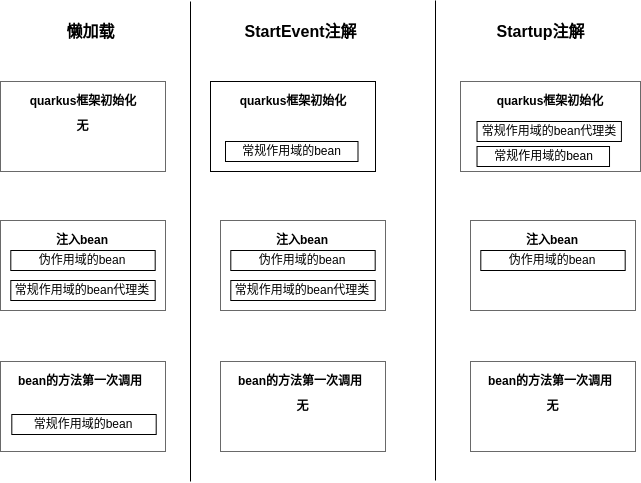 懒加载
StartEvent注解
Startup注解
quarkus框架初始化
无
quarkus框架初始化
常规作用域的bean
quarkus框架初始化
常规作用域的bean代理类
常规作用域的bean
注入bean
伪作用域的bean
常规作用域的bean代理类
注入bean
伪作用域的bean
常规作用域的bean代理类
注入bean
伪作用域的bean
bean的方法第一次调用
常规作用域的bean
bean的方法第一次调用
无
bean的方法第一次调用
无